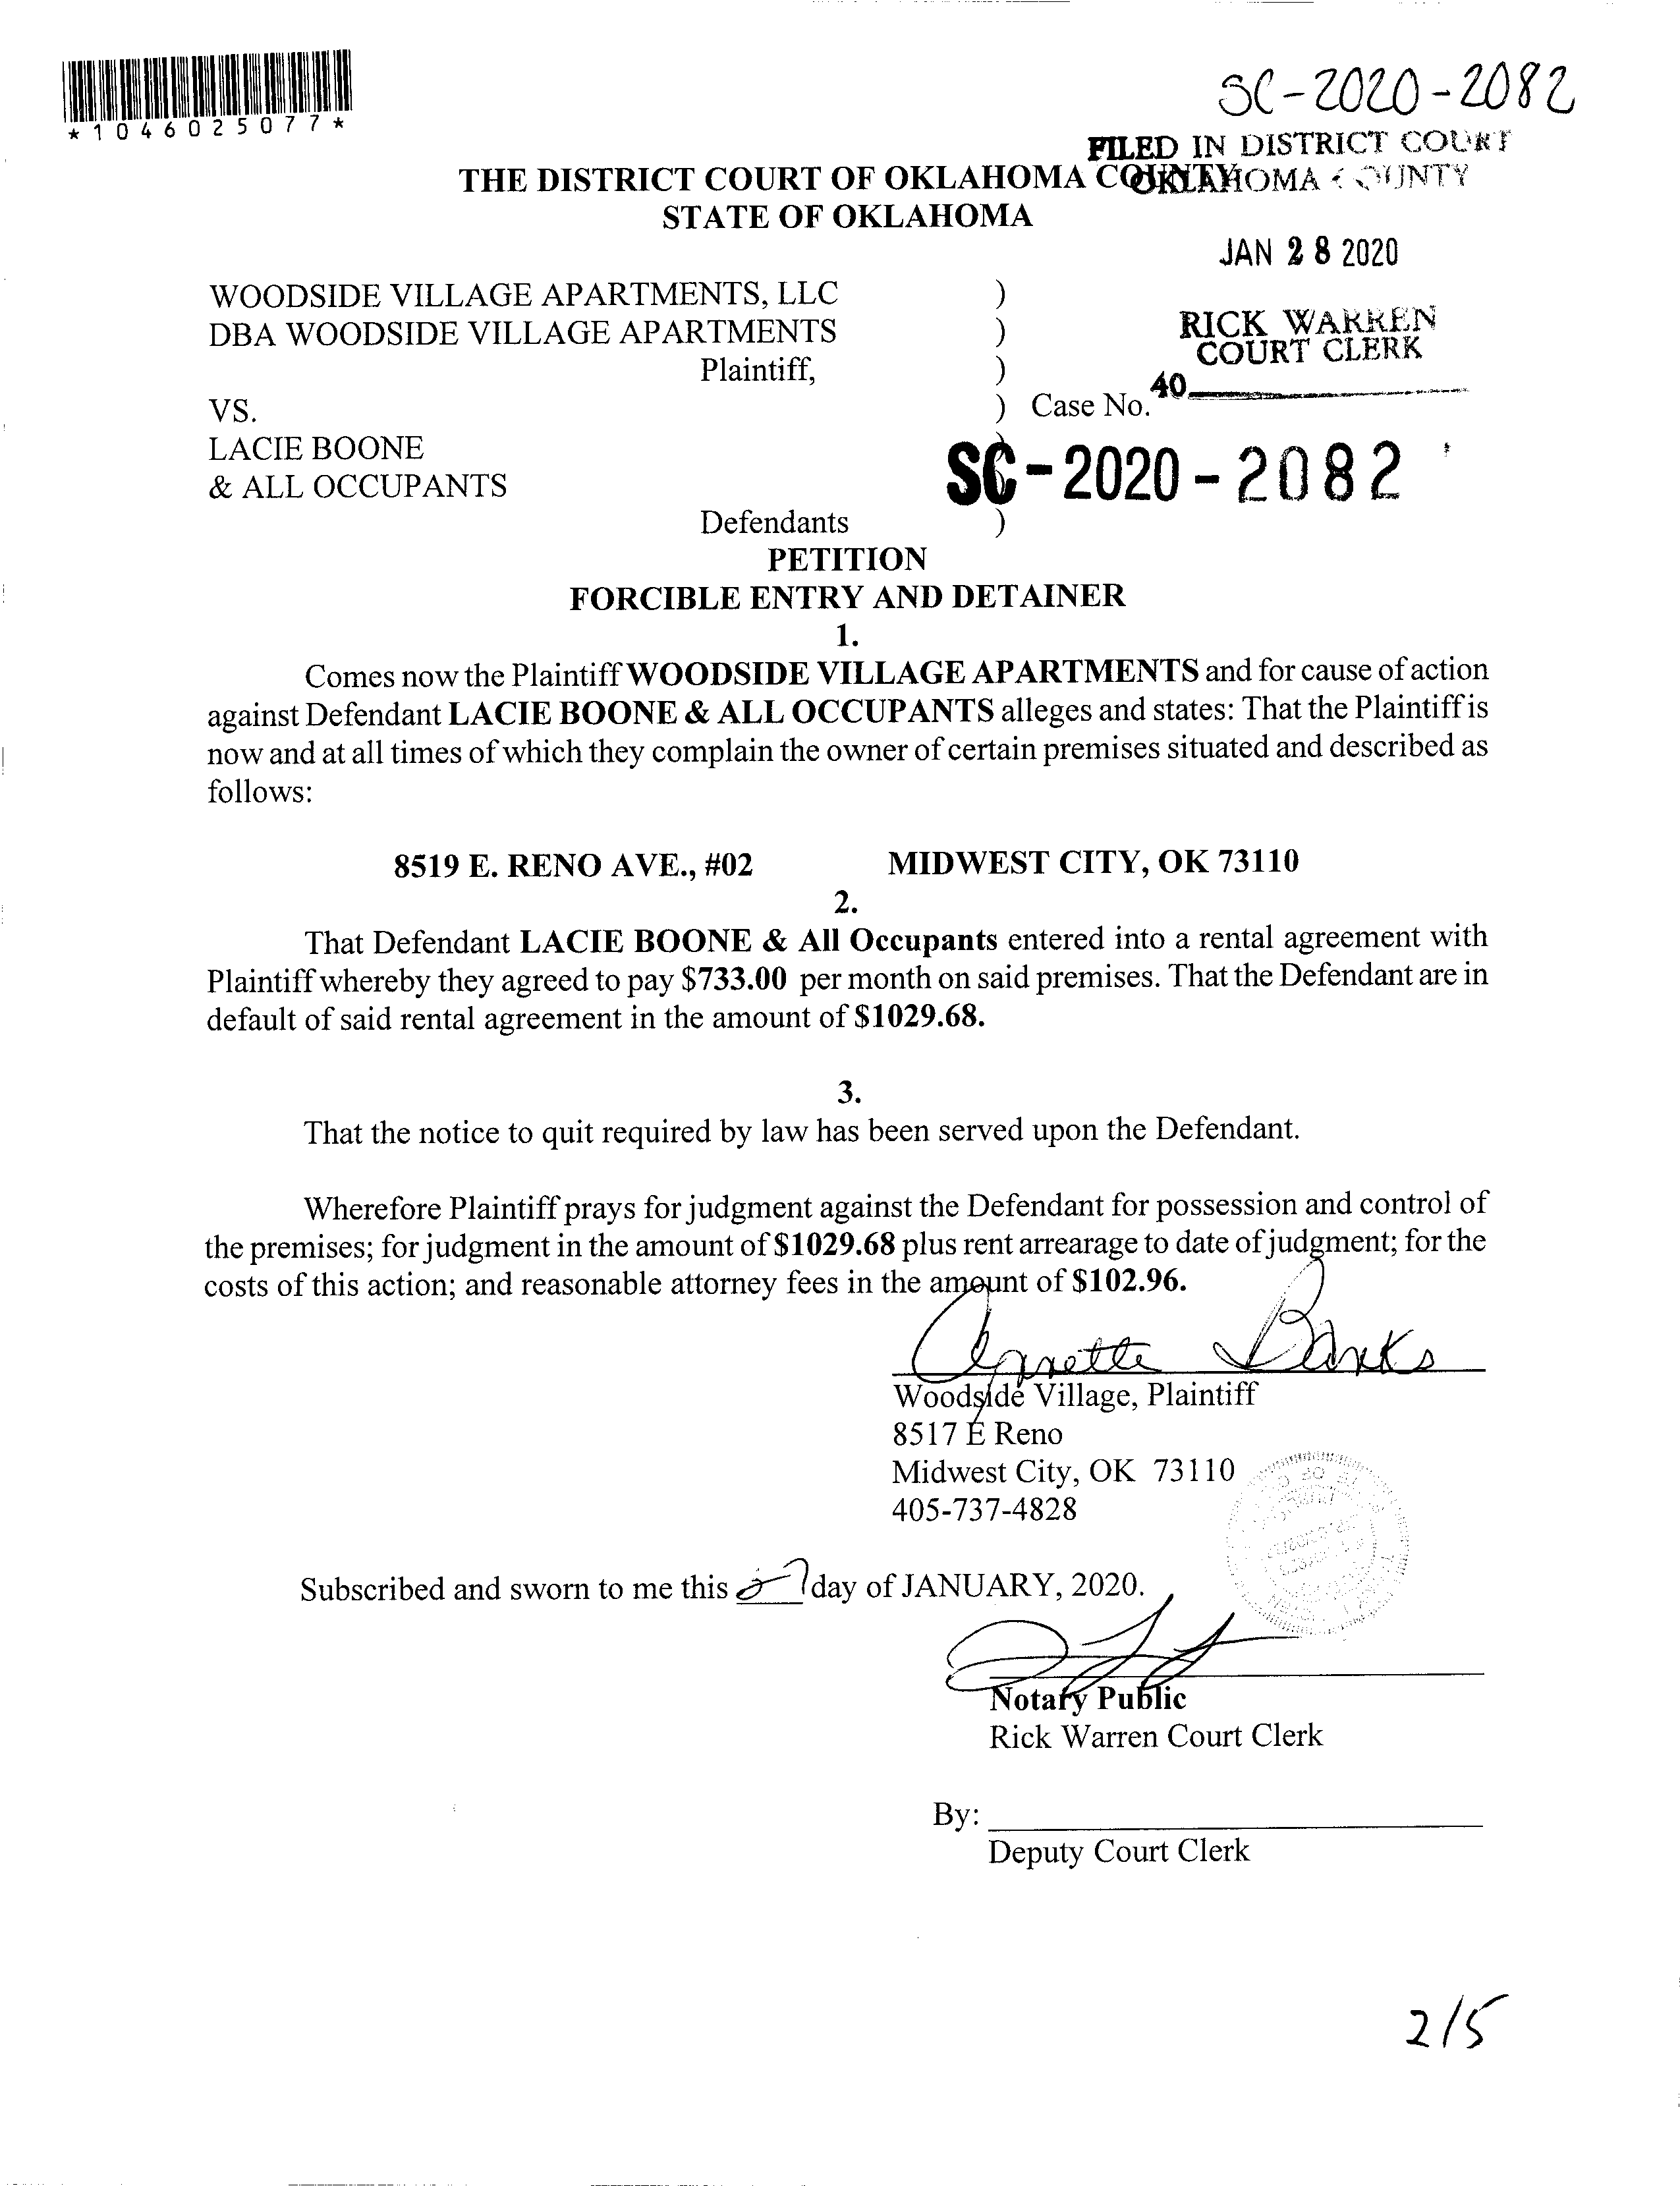 SC-2020-2082
*1046025077*
FILED IN DISTRICT COURT
OKLAHOMA COUNTY
THE DISTRICT COURT OF OKLAHOMA COUNTY
STATE OF OKLAHOMA
JAN 28 2020
WOODSIDE VILLAGE APARTMENTS, LLC )
DBA WOODSIDE VILLAGE APARTMENTS )
RICK WARREN
COURT CLERK
Plaintiff, )
40
VS. ) Case No.
LACIE BOONE )
& ALL OCCUPANTS
SC-2020-2082
Defendants )
PETITION
FORCIBLE ENTRY AND DETAINER
1.
Comes now the Plaintiff WOODSIDE VILLAGE APARTMENTS and for cause of action
against Defendant LACIE BOONE & ALL OCCUPANTS alleges and states: That the Plaintiff is
now and at all times of which they complain the owner of certain premises situated and described as
follows:
8519 E. RENO AVE., #02 MIDWEST CITY, OK 73110
2.
That Defendant LACIE BOONE & All Occupants entered into a rental agreement with
Plaintiff whereby they agreed to pay $733.00 per month on said premises. That the Defendant are in
default of said rental agreement in the amount of $1029.68.
3.
That the notice to quit required by law has been served upon the Defendant.
Wherefore Plaintiff prays for judgment against the Defendant for possession and control of
the premises; for judgment in the amount of $1029.68 plus rent arrearage to date of judgment; for the
costs of this action; and reasonable attorney fees in the amount of $102.96.
Annette Banks
Woodside Village, Plaintiff
8517 E Reno
Midwest City, OK 73110
405-737-4828
Subscribed and sworn to me this 27 day of JANUARY, 2020.
Notary Public
Rick Warren Court Clerk
By:
Deputy Court Clerk
2/5